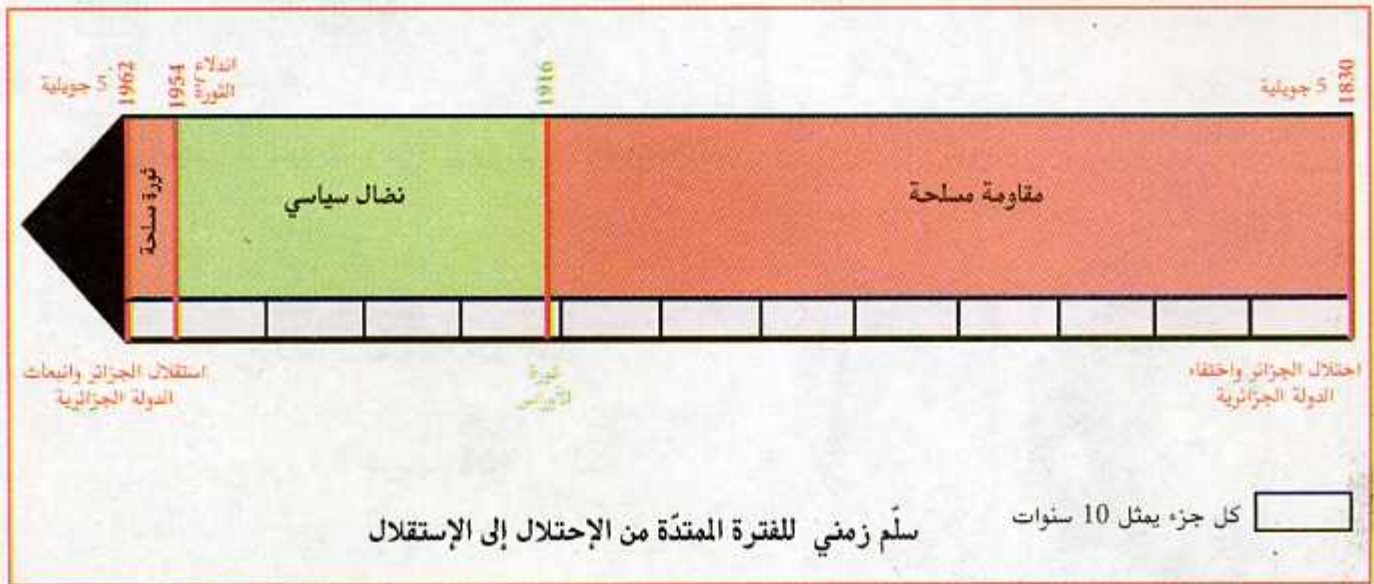 5 جويلية
1830
1916
اندلاع
الثورة
1954
1962
5 جويلية
مقاومة مسلحة
نضال سياسي
ثورة مسلحة
احتلال الجزائر واختفاء
الدولة الجزائرية
ثورة
الأوراس
استقلال الجزائر وانبعاث
الدولة الجزائرية
كل جزء يمثل 10 سنوات
سلّم زمني للفترة الممتدّة من الإحتلال إلى الإستقلال